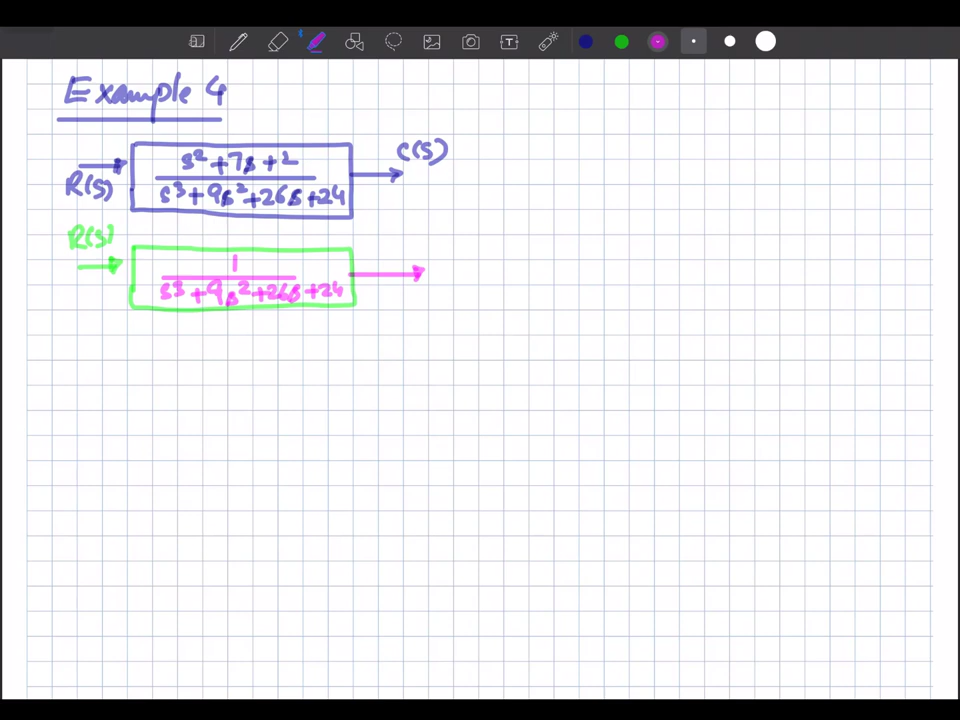 Example 4
s² + 7s + 2
R(s)
C(s)
s³ + 9s² + 26s + 24
R(s)
1
s³ + 9s² + 26s + 24